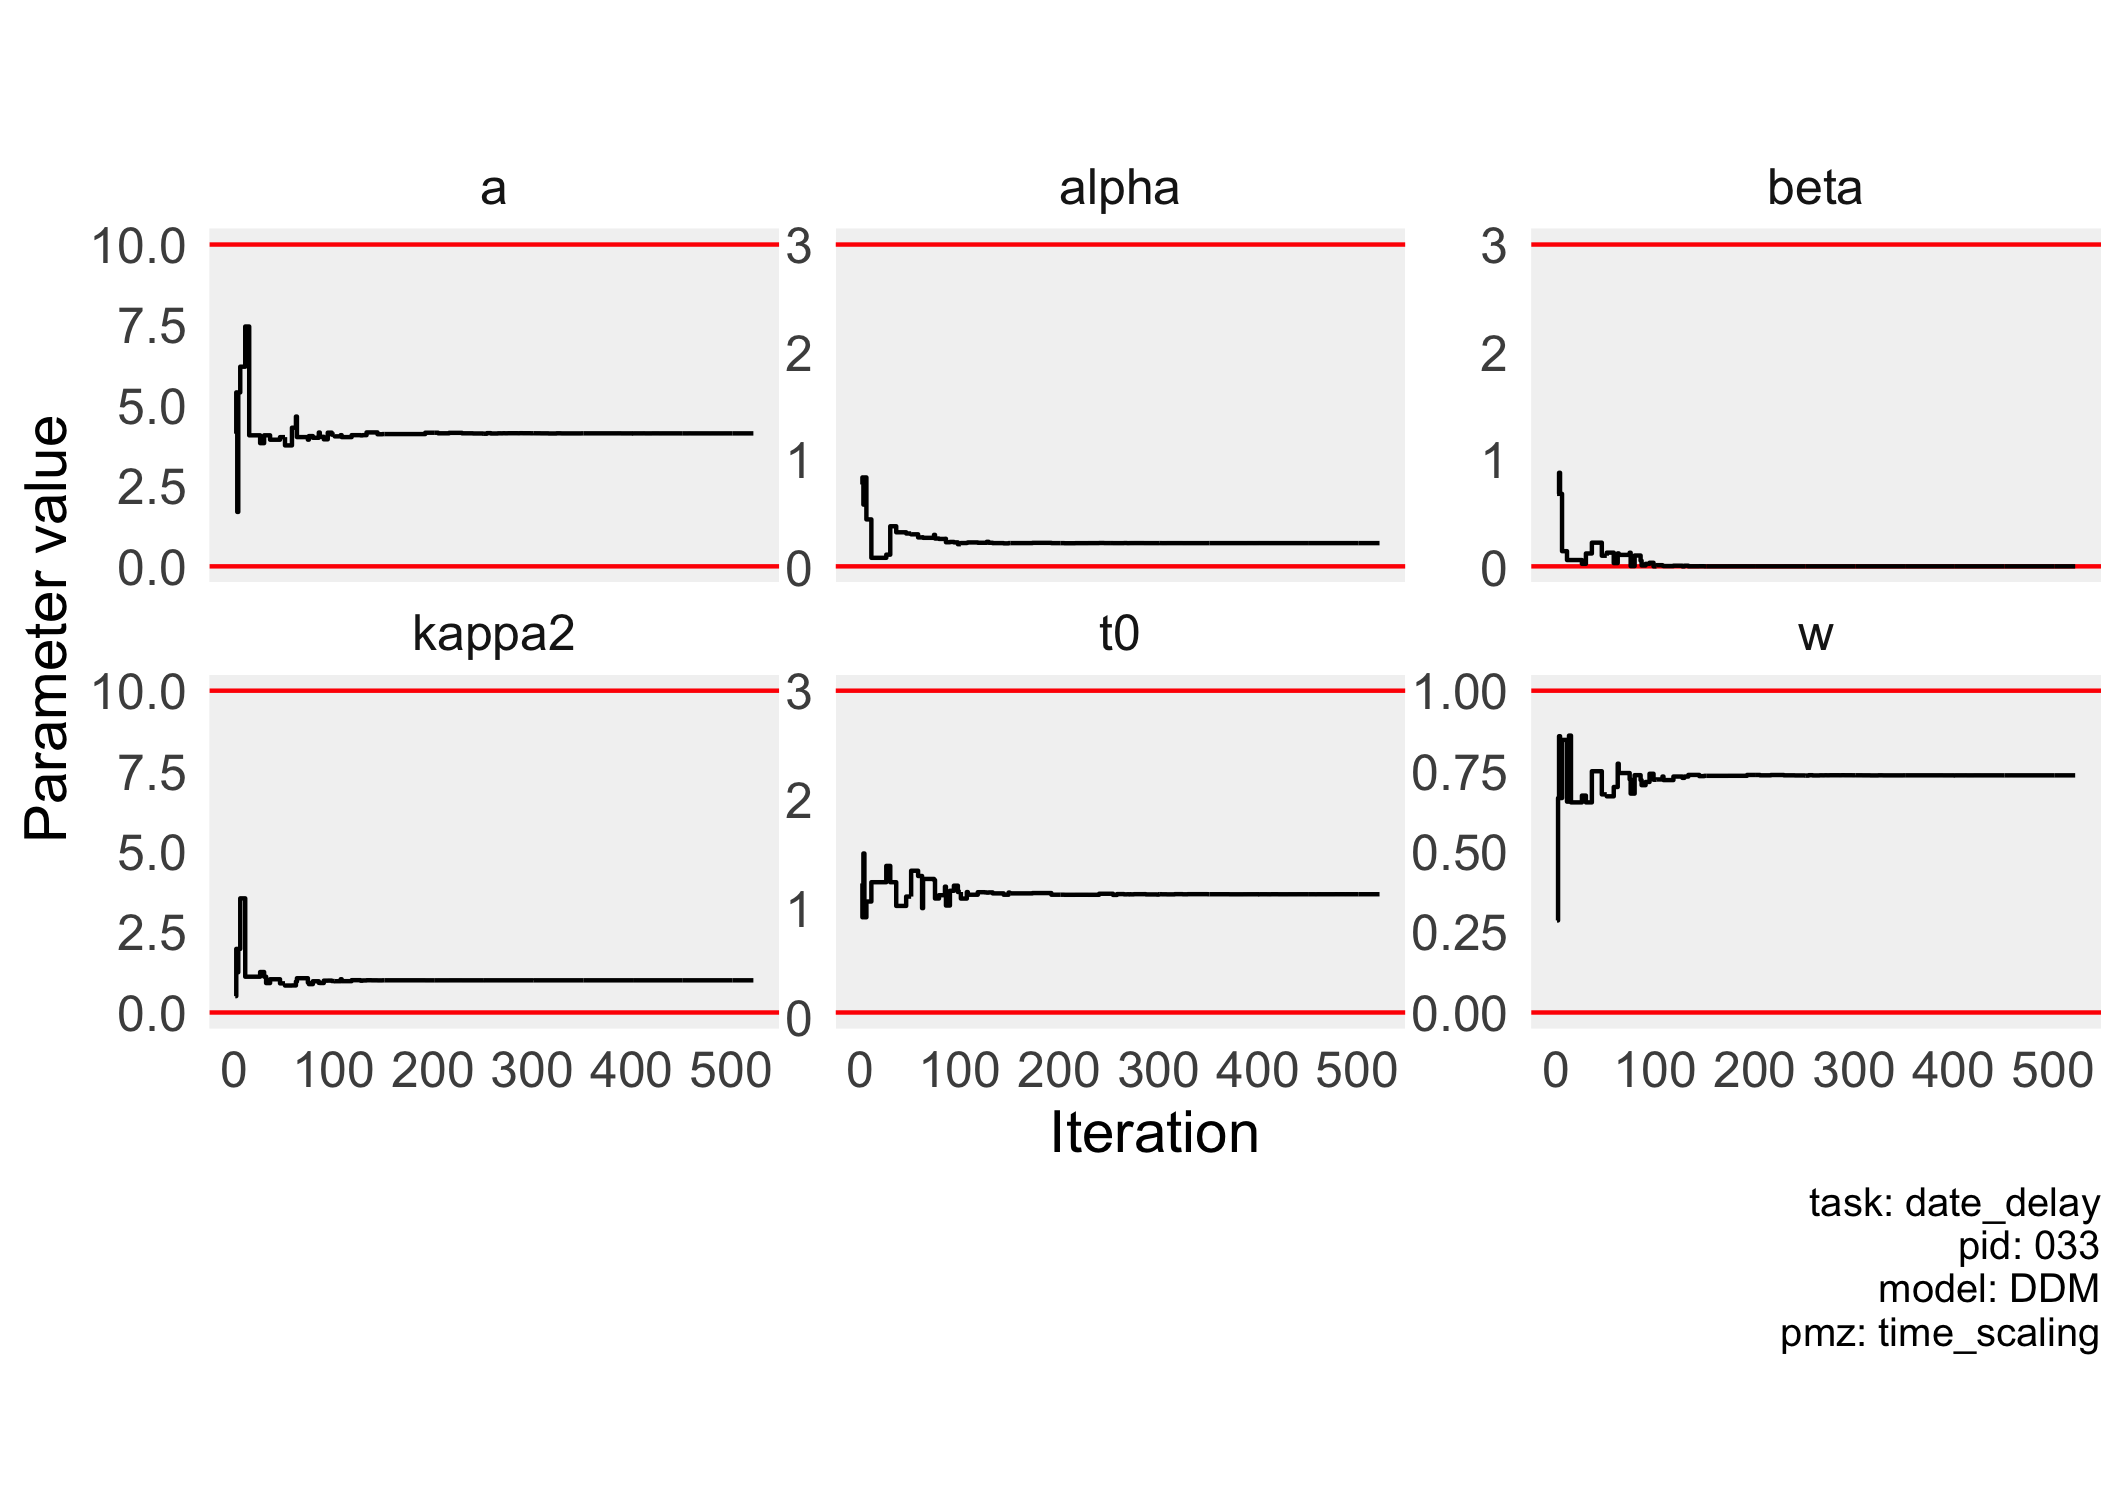 a alpha beta
10.0 7.5 5.0 2.5 0.0
3 2 1 0
3 2 1 0
kappa2 t0 w
10.0 7.5 5.0 2.5 0.0
3 2 1 0
1.00 0.75 0.50 0.25 0.00
0 100 200 300 400 500
0 100 200 300 400 500
0 100 200 300 400 500
Parameter value
Iteration
task: date_delay
pid: 033
model: DDM
pmz: time_scaling